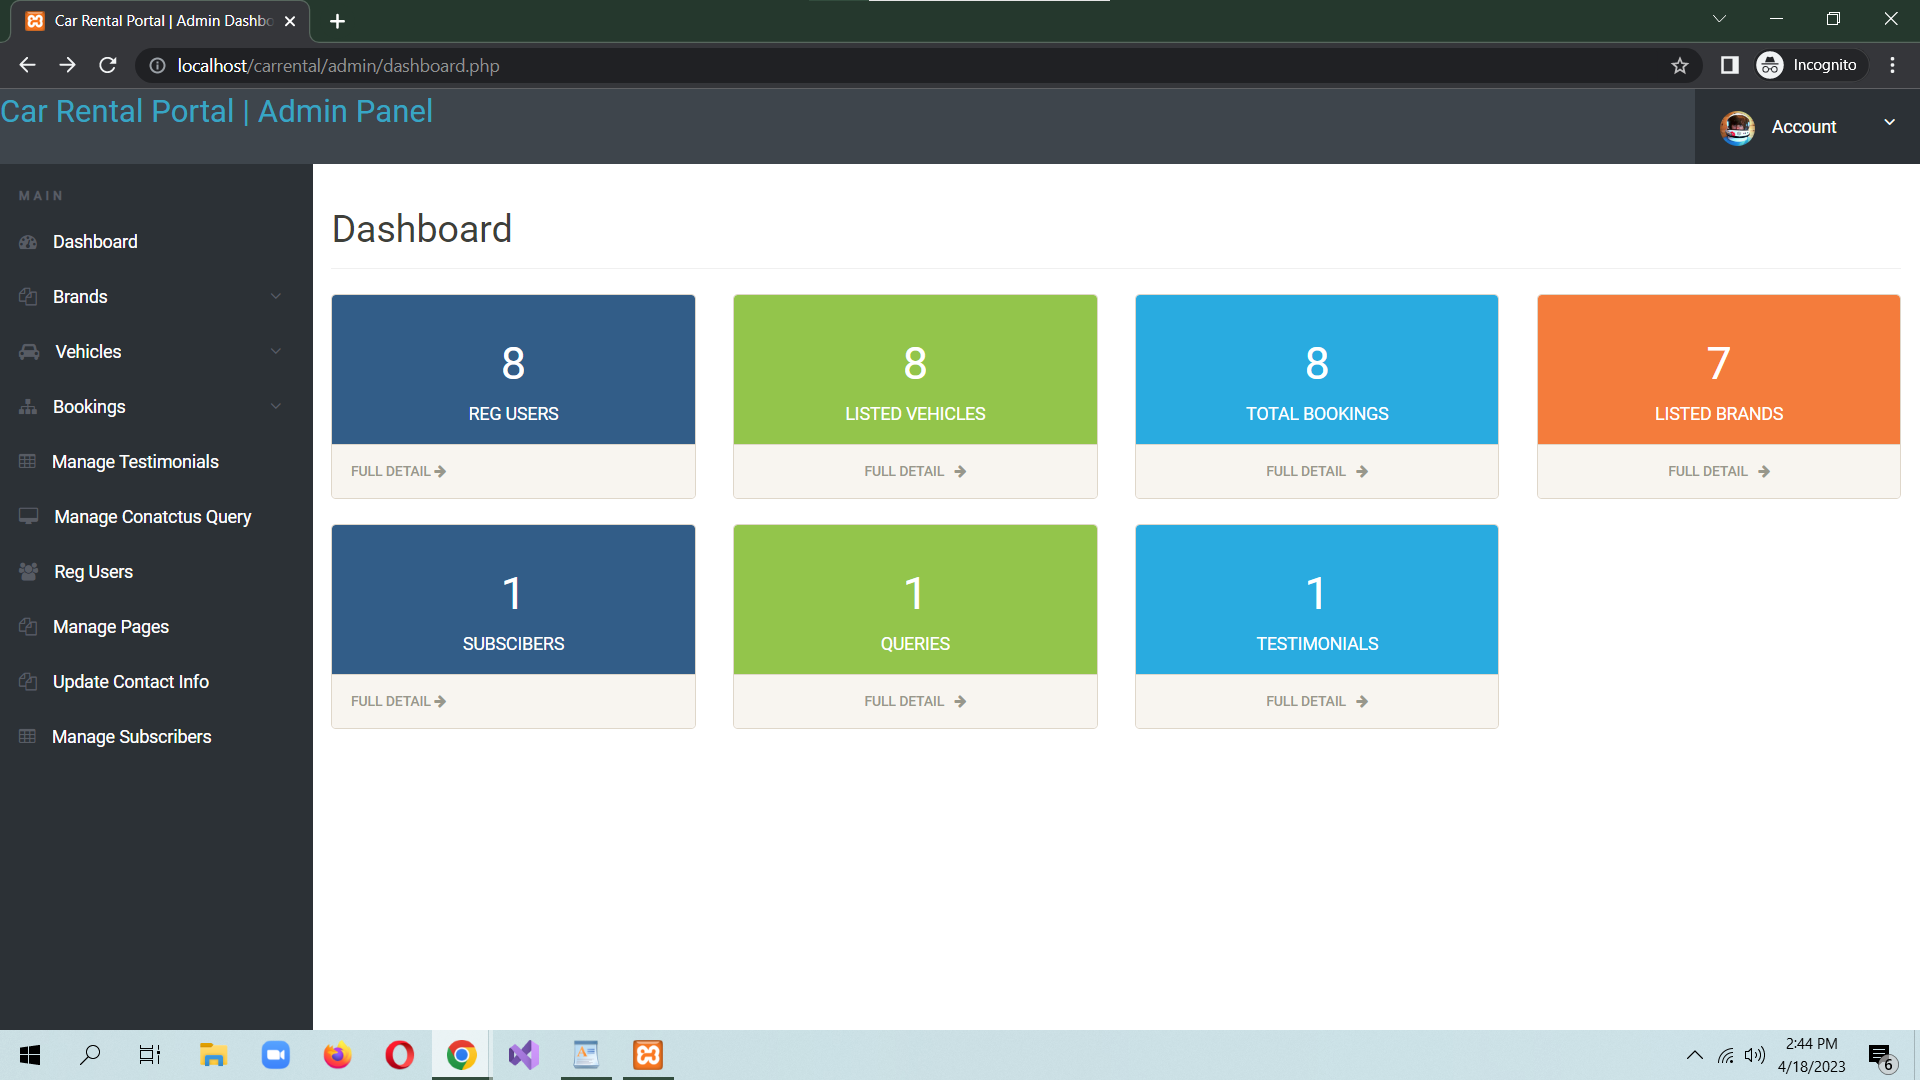 Car Rental Portal | Admin Dashbo
localhost/carrental/admin/dashboard.php
Incognito
Car Rental Portal | Admin Panel
Account
MAIN
Dashboard
Brands
Vehicles
Bookings
Manage Testimonials
Manage Conatctus Query
Reg Users
Manage Pages
Update Contact Info
Manage Subscribers
Dashboard
8
REG USERS
FULL DETAIL
8
LISTED VEHICLES
FULL DETAIL
8
TOTAL BOOKINGS
FULL DETAIL
7
LISTED BRANDS
FULL DETAIL
1
SUBSCIBERS
FULL DETAIL
1
QUERIES
FULL DETAIL
1
TESTIMONIALS
FULL DETAIL
2:44 PM
4/18/2023
6